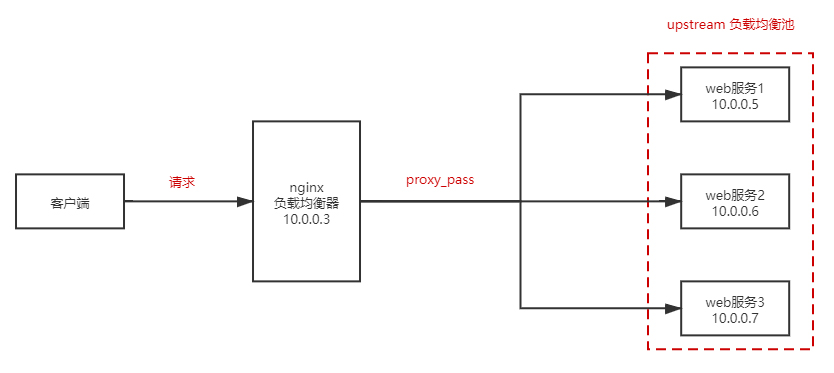 upstream 负载均衡池
web服务1
10.0.0.5
请求
proxy_pass
客户端
nginx
负载均衡器
10.0.0.3
web服务2
10.0.0.6
web服务3
10.0.0.7